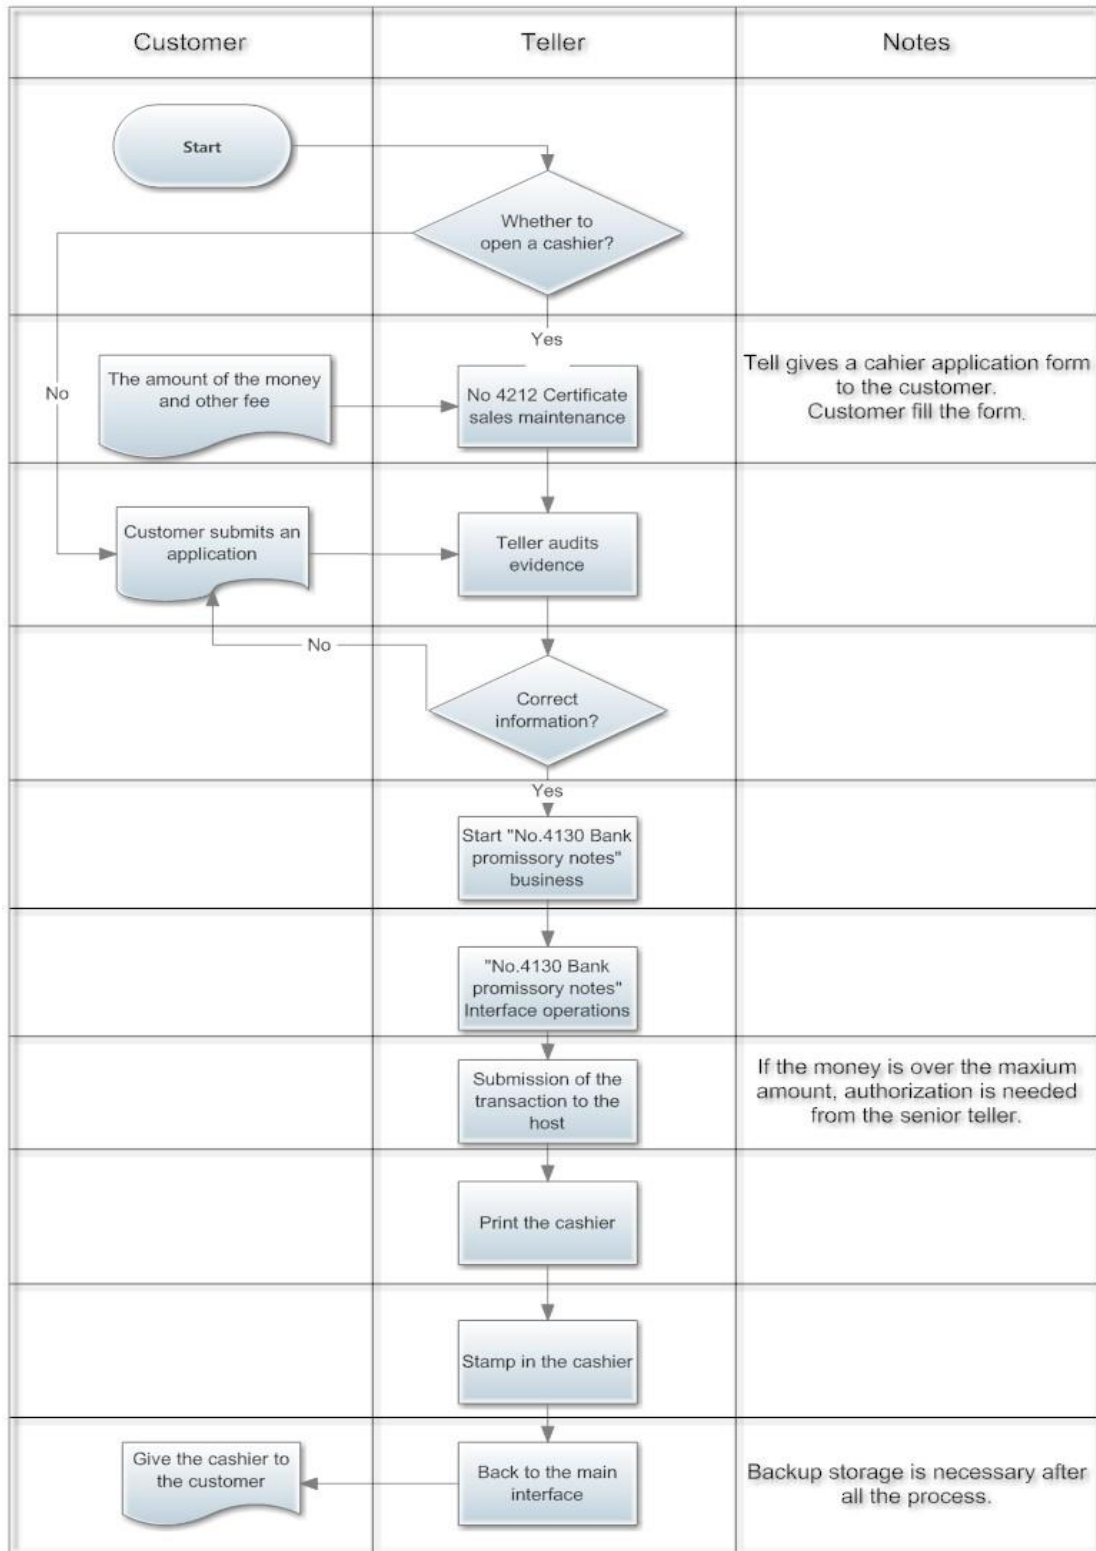 Customer
Teller
Notes
Start
Whether to
open a cashier?
Yes
No
The amount of the money
and other fee
No 4212 Certificate
sales maintenance
Tell gives a cahier application form
to the customer.
Customer fill the form.
Customer submits an
application
Teller audits
evidence
No
Correct
information?
Yes
Start "No.4130 Bank
promissory notes"
business
"No.4130 Bank
promissory notes"
Interface operations
Submission of the
transaction to the
host
If the money is over the maxium
amount, authorization is needed
from the senior teller.
Print the cashier
Stamp in the cashier
Give the cashier to
the customer
Back to the main
interface
Backup storage is necessary after
all the process.